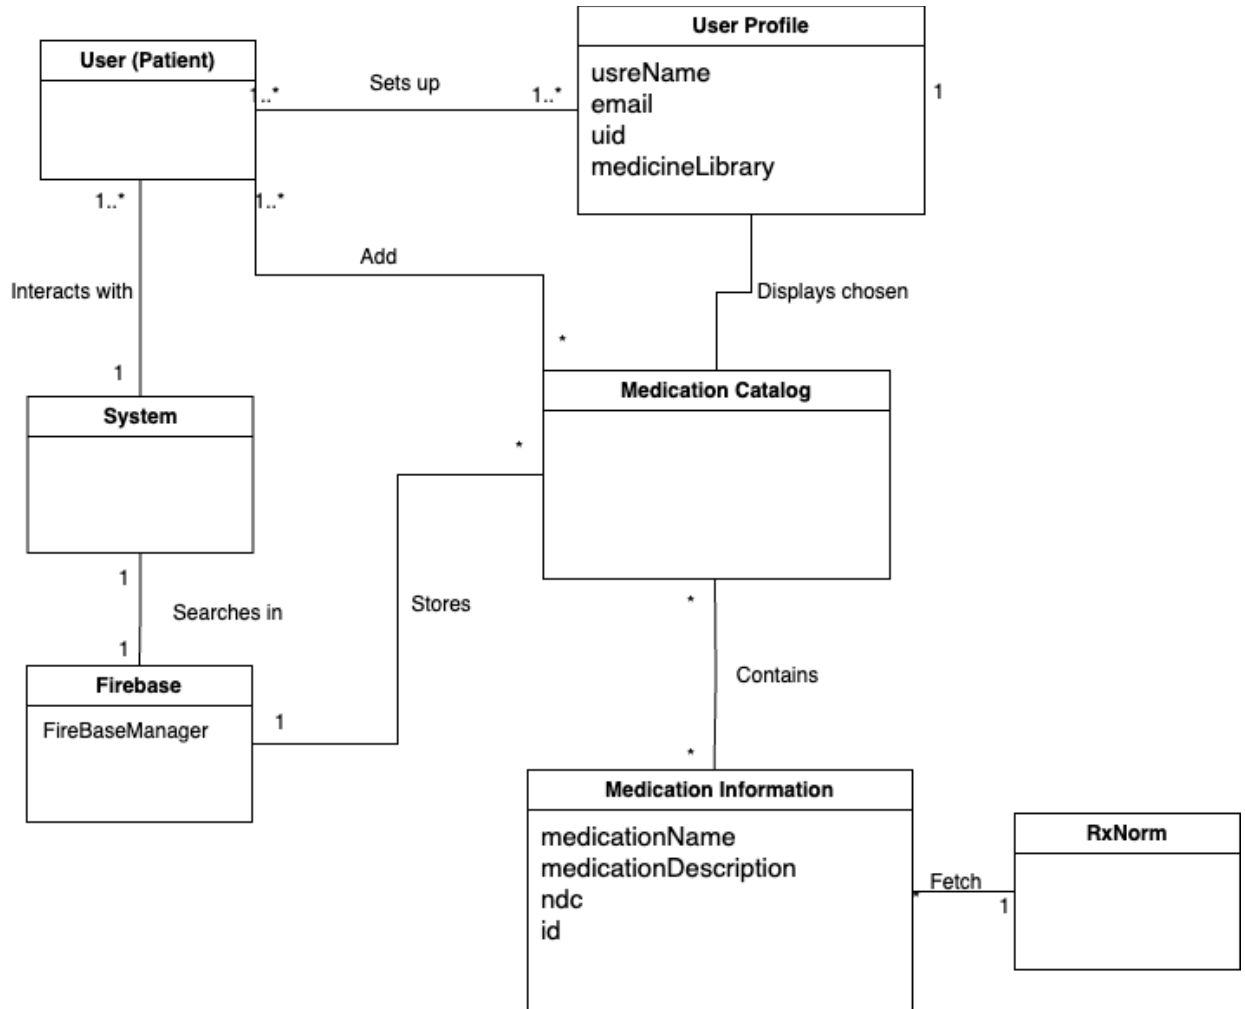 User Profile
User (Patient)
usreName
email
uid
medicineLibrary
Sets up
1..*
1..*
1
1..*
1..*
Add
Interacts with
Displays chosen
*
1
Medication Catalog
System
*
1
Searches in
Stores
*
1
Firebase
FireBaseManager
Contains
1
*
Medication Information
medicationName
medicationDescription
ndc
id
RxNorm
Fetch
*
1